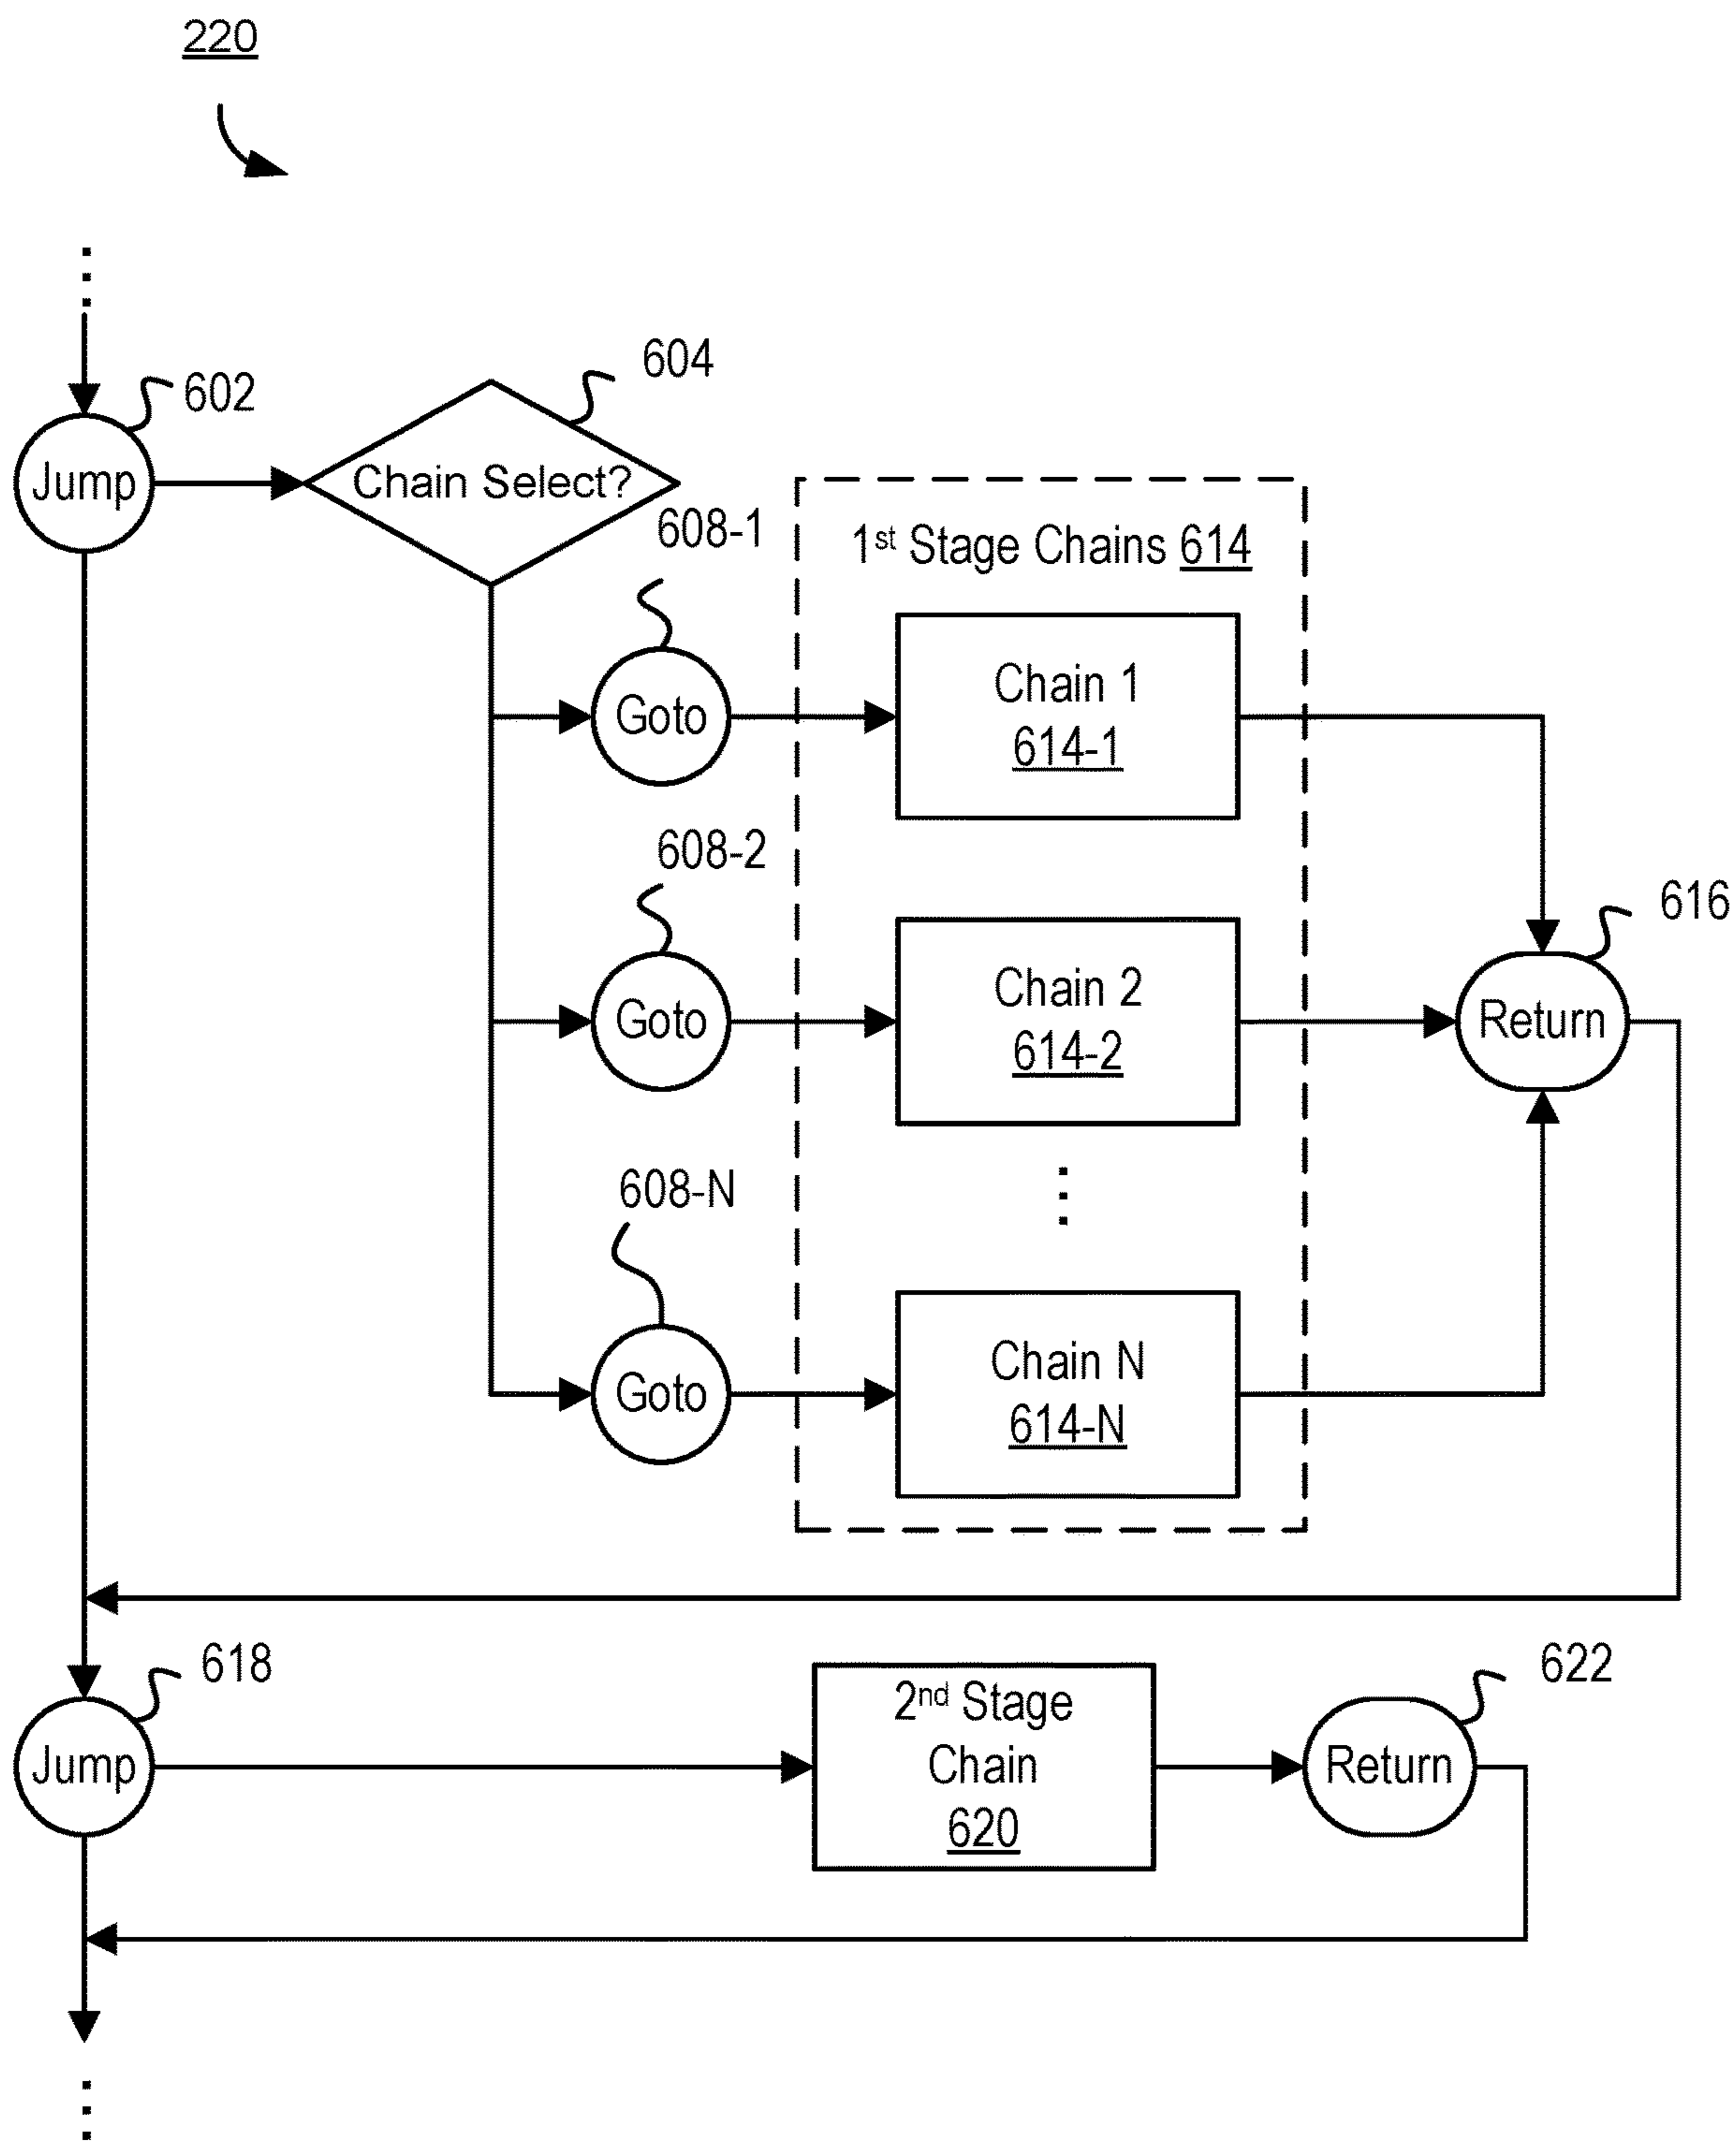 220
604
602
Jump
Chain Select?
608-1
1st Stage Chains 614
Goto
Chain 1
614-1
608-2
616
Goto
Chain 2
614-2
Return
608-N
Goto
Chain N
614-N
618
622
Jump
2nd Stage
Chain
620
Return